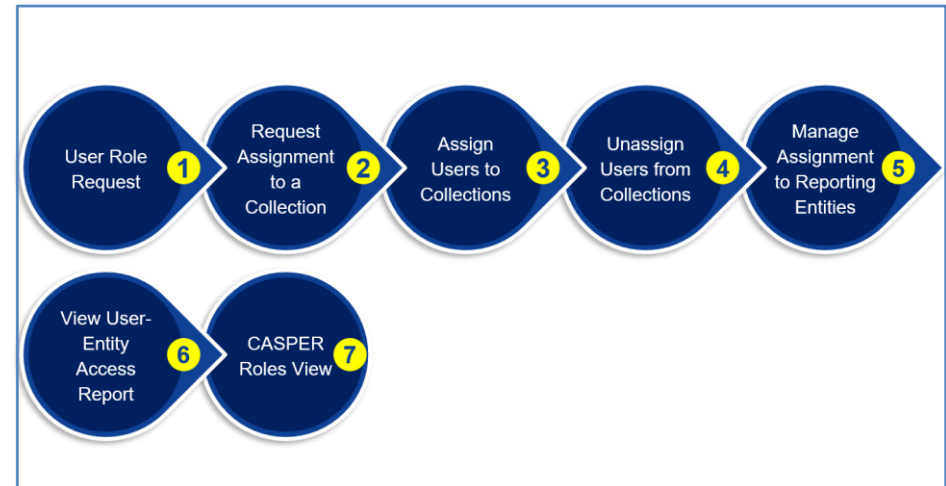 User Role
Request
1
Request
Assignment
to a
Collection
2
Assign
Users to
Collections
3
Unassign
Users from
Collections
4
Manage
Assignment
to Reporting
Entities
5
View User-
Entity
Access
Report
6
CASPER
Roles View
7